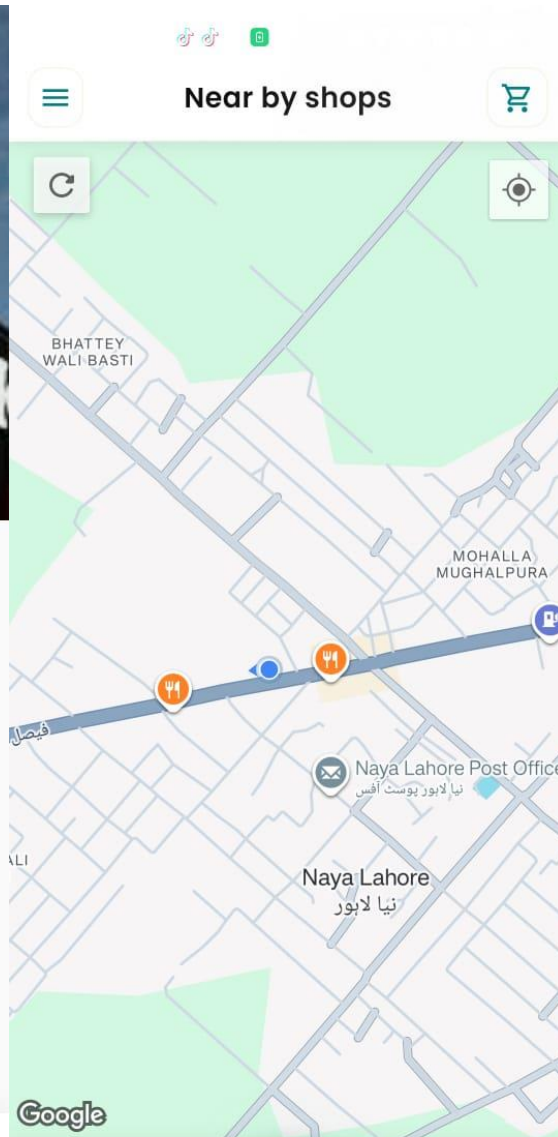 Near by shops
BHATTEY
WALI BASTI
MOHALLA
MUGHALPURA
فیصل
Naya Lahore Post Office
نیا لاہور پوسٹ آفس
ALI
Naya Lahore
نیا لاہور
Google